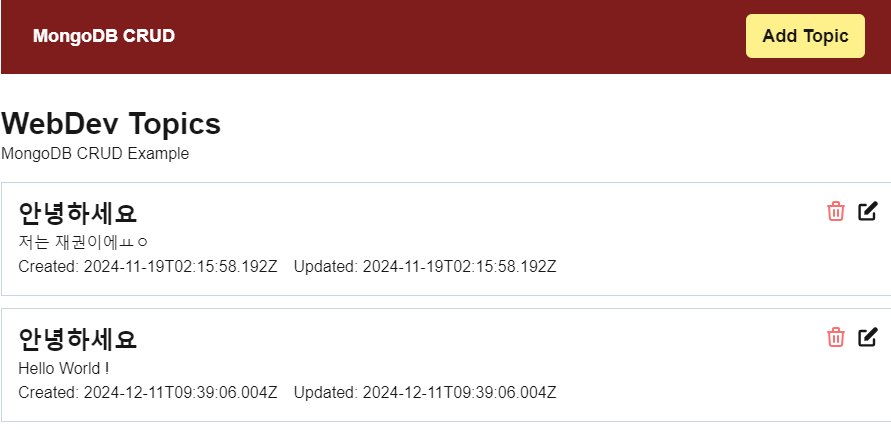 MongoDB CRUD
Add Topic
WebDev Topics
MongoDB CRUD Example
안녕하세요
저는 재권이에ㅛㅇ
Created: 2024-11-19T02:15:58.192Z Updated: 2024-11-19T02:15:58.192Z
안녕하세요
Hello World !
Created: 2024-12-11T09:39:06.004Z Updated: 2024-12-11T09:39:06.004Z